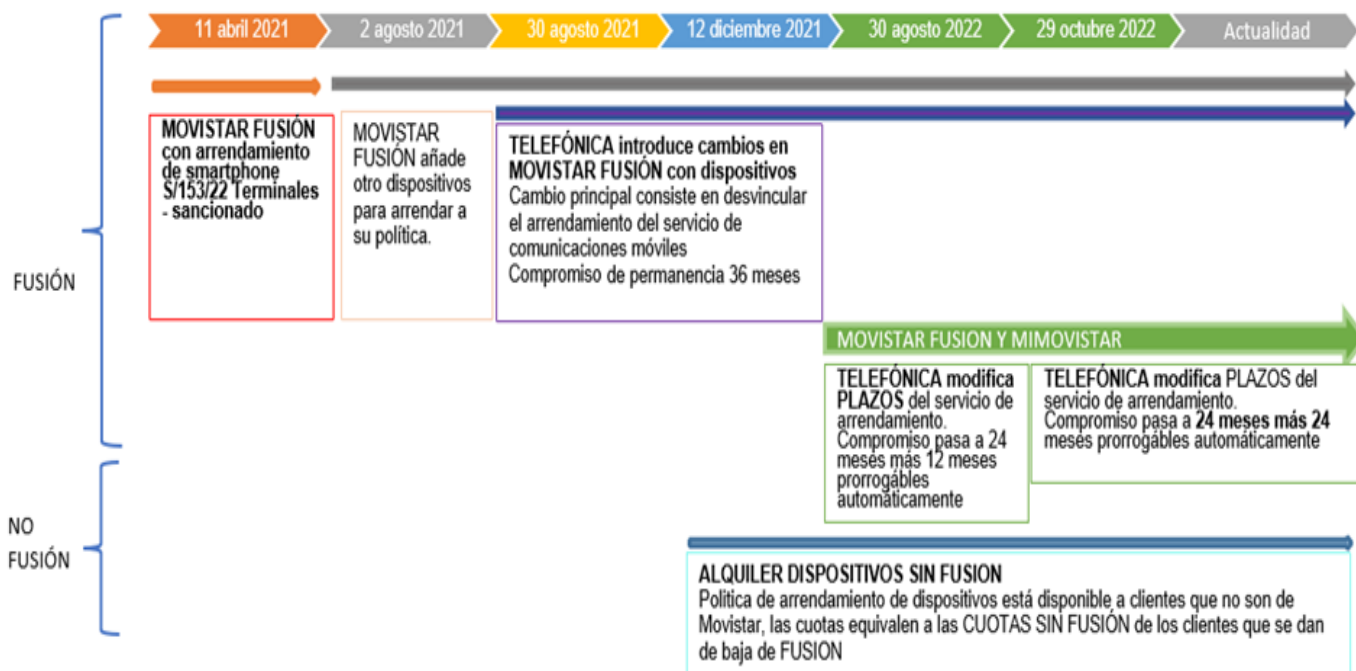 11 abril 2021
2 agosto 2021
30 agosto 2021
12 diciembre 2021
30 agosto 2022
29 octubre 2022
Actualidad
FUSIÓN
MOVISTAR FUSIÓN
con arrendamiento
de smartphone
S/153/22 Terminales
- sancionado
MOVISTAR
FUSIÓN añade
otro dispositivos
para arrendar a
su política.
TELEFÓNICA introduce cambios en
MOVISTAR FUSIÓN con dispositivos
Cambio principal consiste en desvincular
el arrendamiento del servicio de
comunicaciones móviles
Compromiso de permanencia 36 meses
MOVISTAR FUSION Y MIMOVISTAR
TELEFÓNICA modifica
PLAZOS del servicio de
arrendamiento.
Compromiso pasa a 24
meses más 12 meses
prorrogábles
automáticamente
TELEFÓNICA modifica PLAZOS del
servicio de arrendamiento.
Compromiso pasa a 24 meses más 24
meses prorrogábles automáticamente
NO
FUSIÓN
ALQUILER DISPOSITIVOS SIN FUSION
Politica de arrendamiento de dispositivos está disponible a clientes que no son de
Movistar, las cuotas equivalen a las CUOTAS SIN FUSIÓN de los clientes que se dan
de baja de FUSION